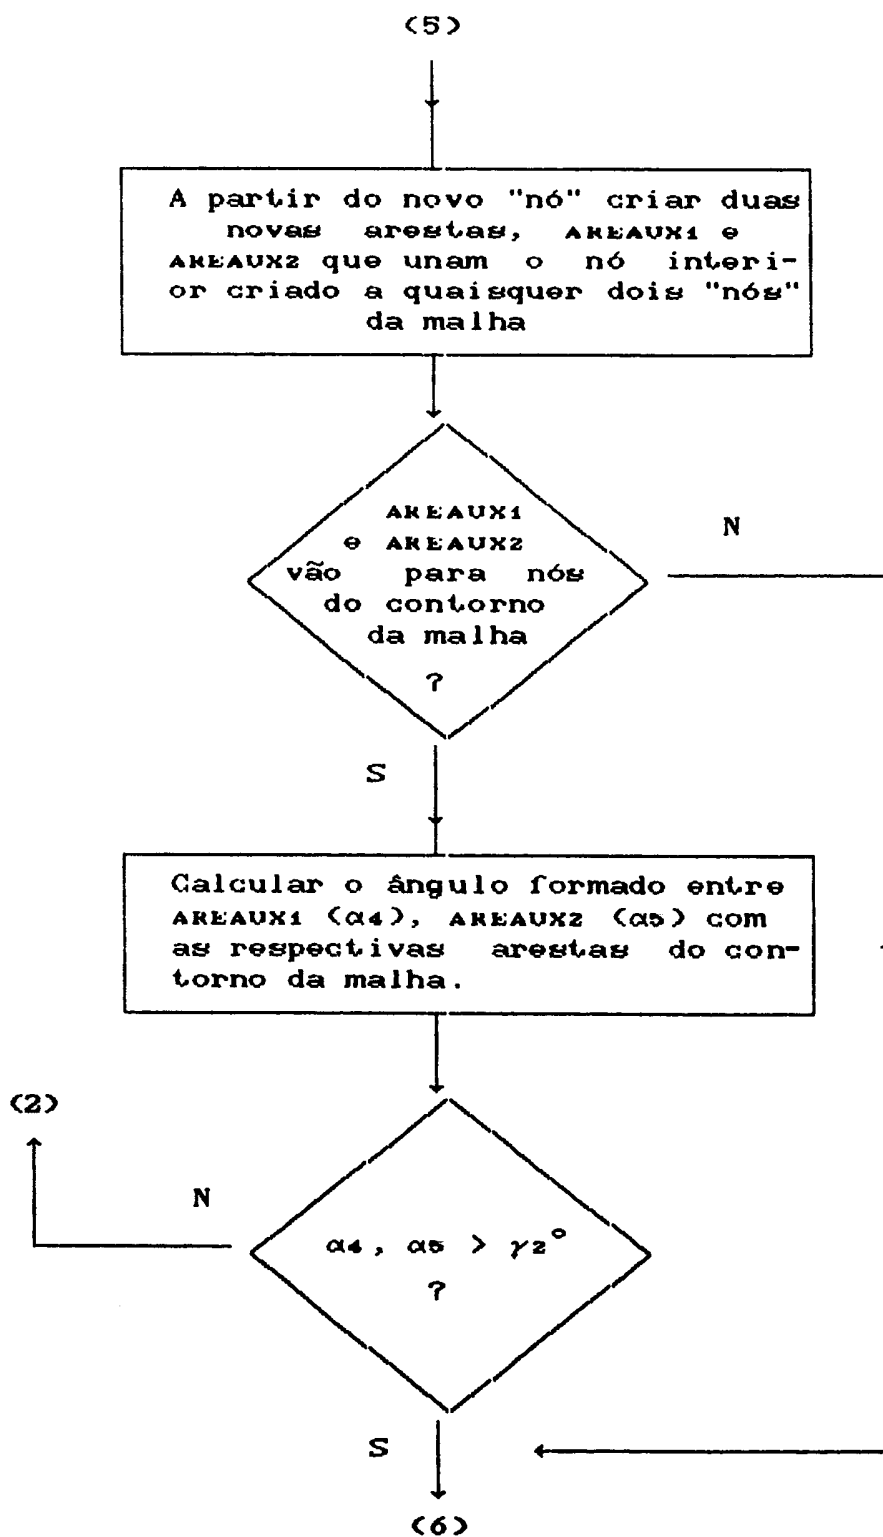 (5)
A partir do novo "nó" criar duas
novas arestas, AREAUX1 e
AREAUX2 que unam o nó interi-
or criado a quaisquer dois "nós"
da malha
AREAUX1
e AREAUX2
vão para nós
do contorno
da malha
?
N
S
Calcular o ângulo formado entre
AREAUX1 (α4), AREAUX2 (α5) com
as respectivas arestas do con-
torno da malha.
(2)
N
α4, α5 > γ2°
?
S
(6)